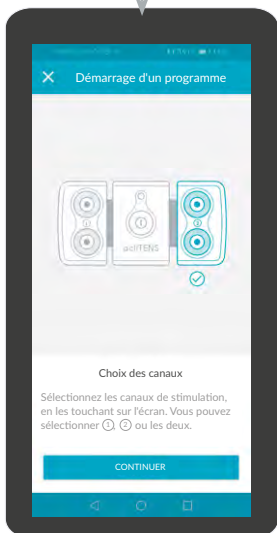 Démarrage d'un programme
actiTENS
Choix des canaux
Sélectionnez les canaux de stimulation,
en les touchant sur l'écran. Vous pouvez
sélectionner ①, ② ou les deux.
CONTINUER